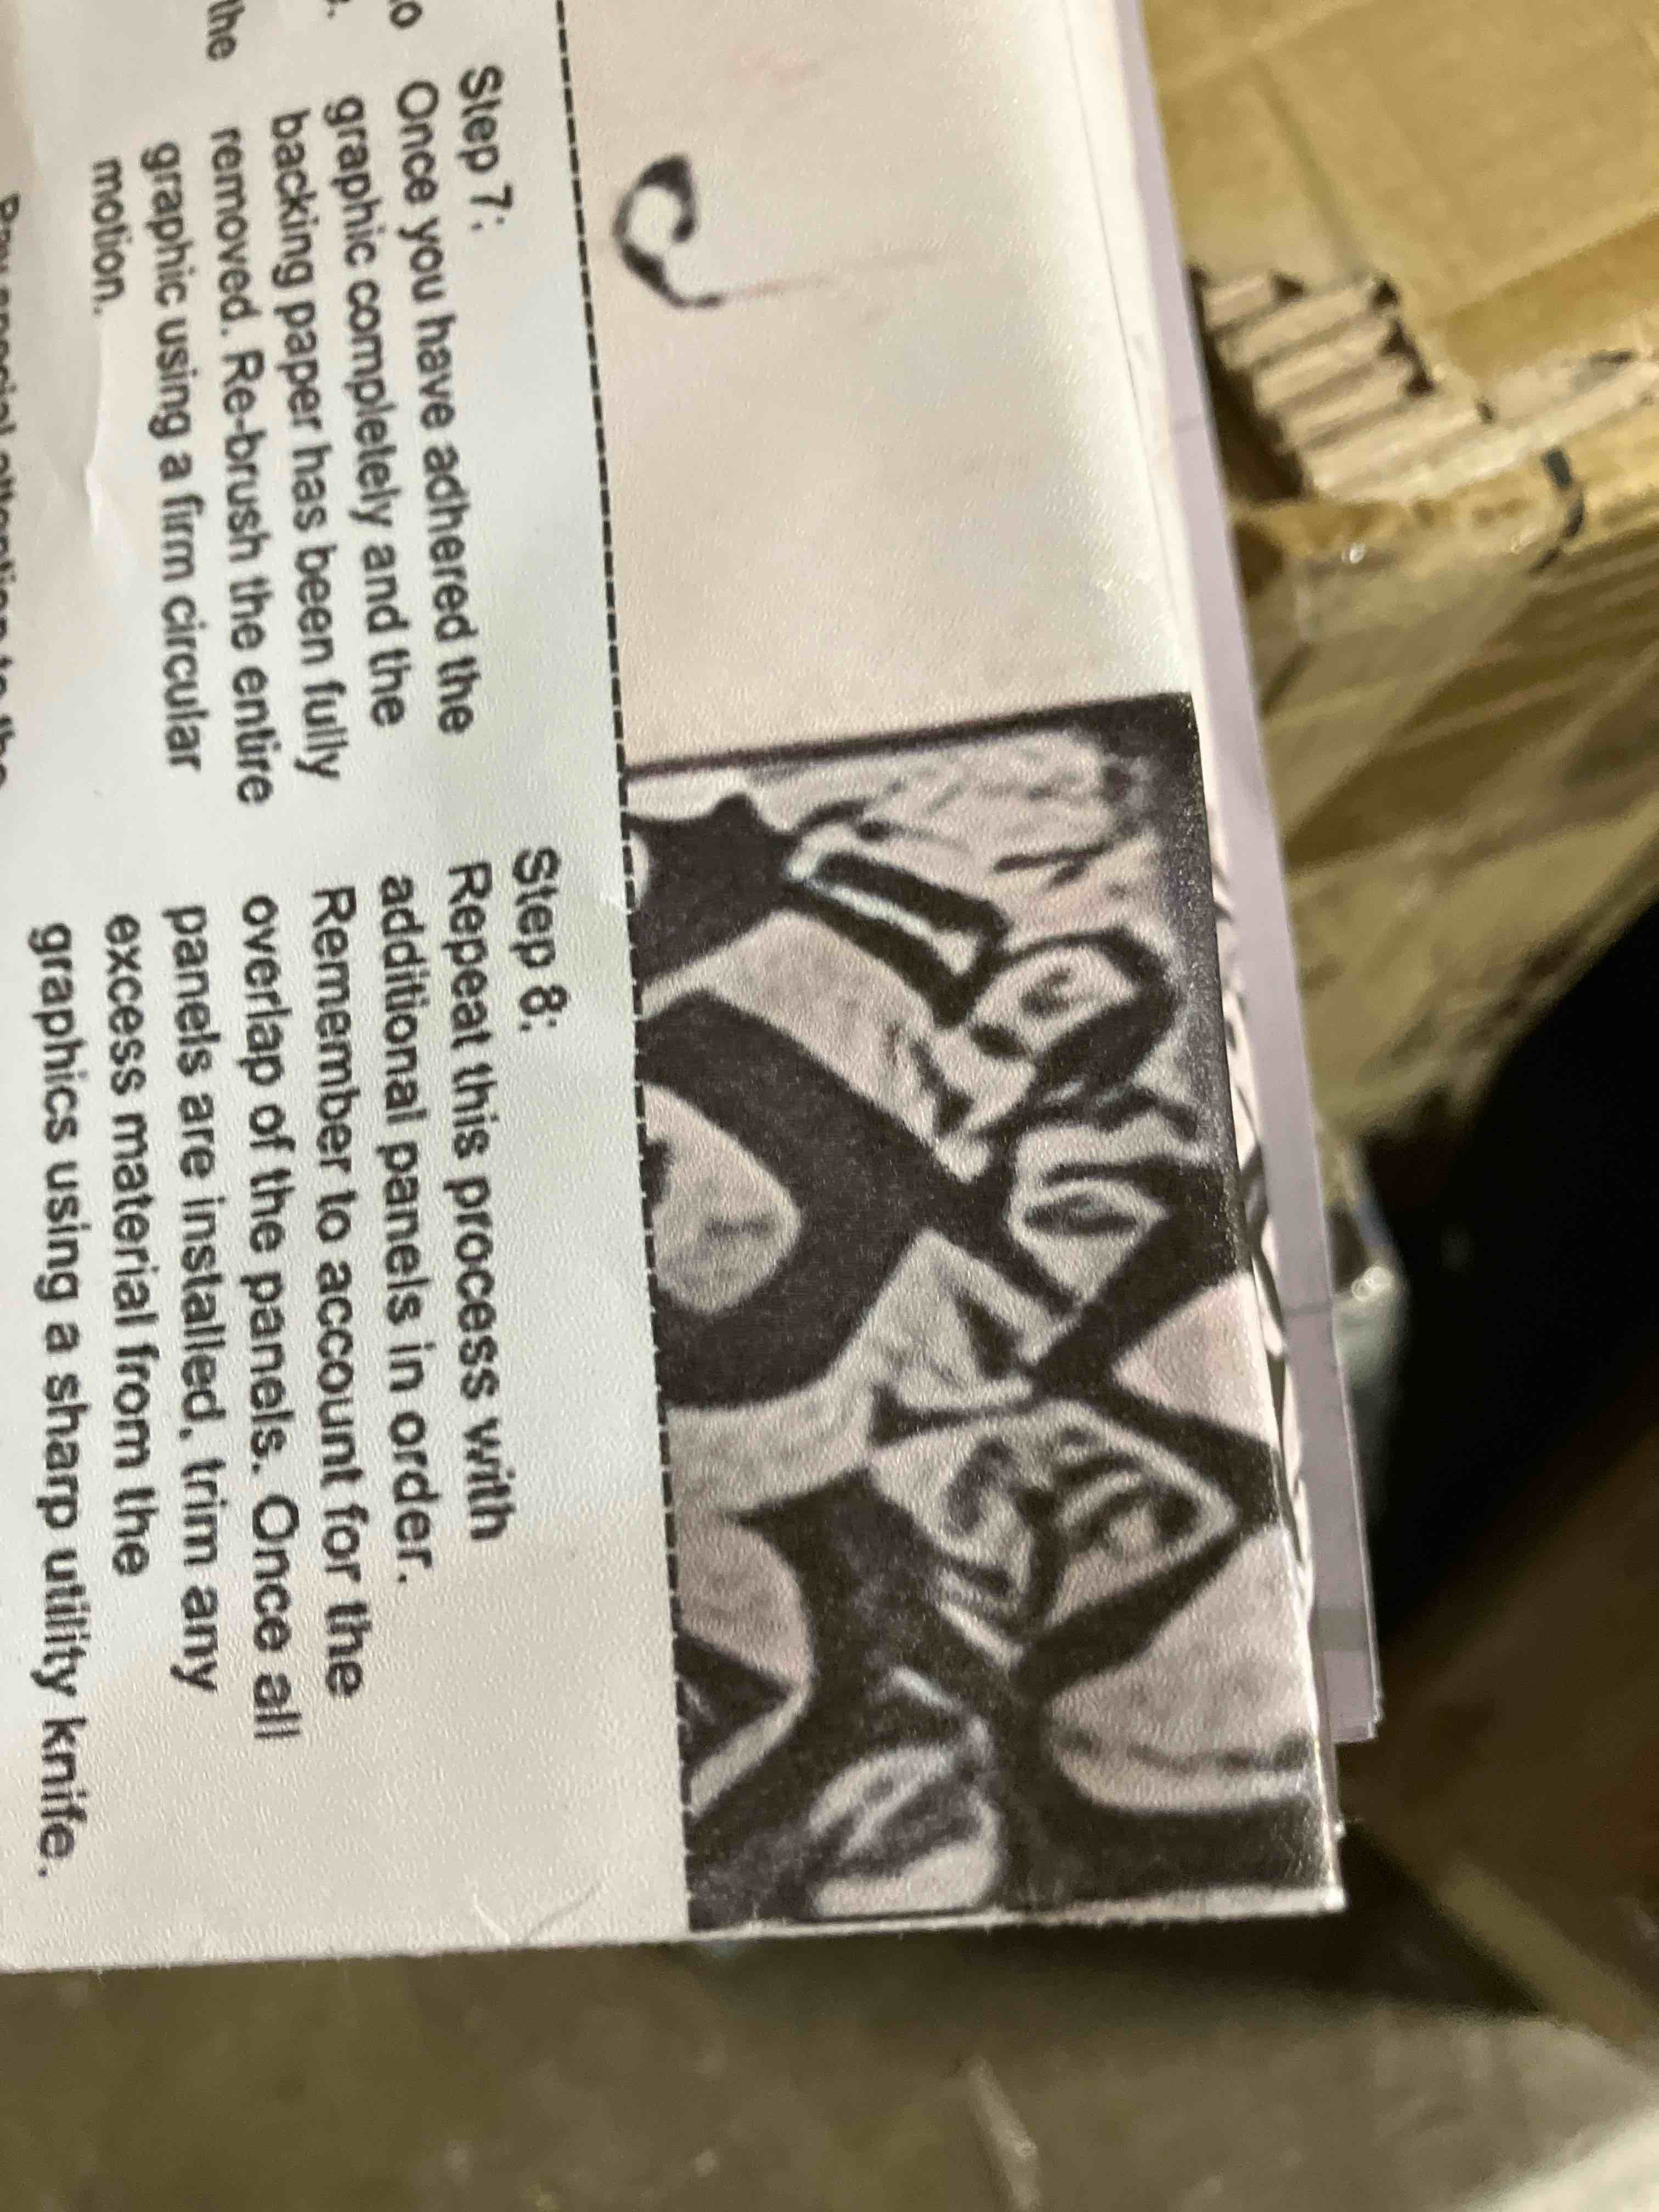 Step 7:
Once you have adhered the
graphic completely and the
backing paper has been fully
removed. Re-brush the entire
graphic using a firm circular
motion.
Step 8:
Repeat this process with
additional panels in order.
Remember to account for the
overlap of the panels. Once all
panels are installed, trim any
excess material from the
graphics using a sharp utility knife.
the